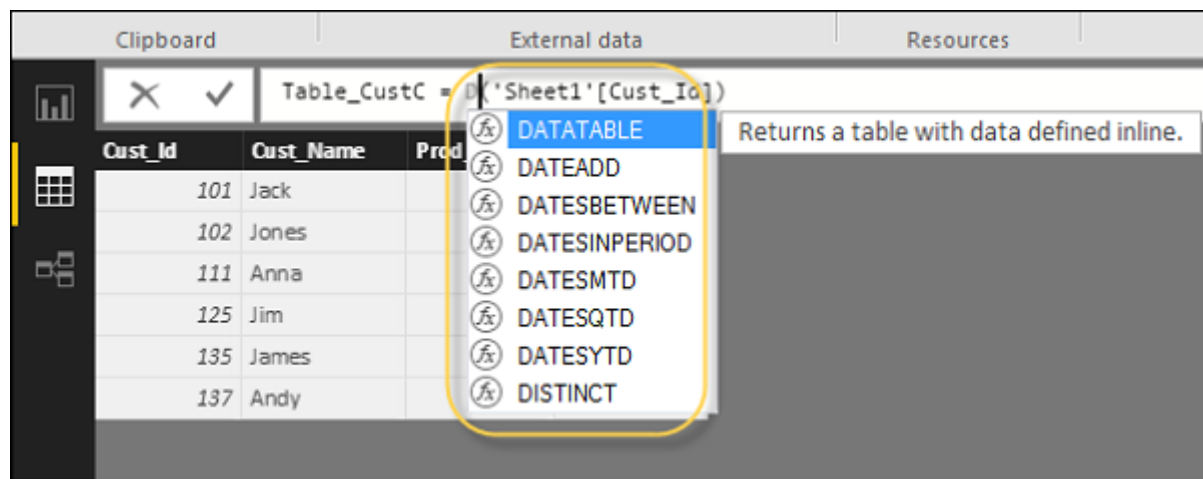 Clipboard External data Resources
Table_CustC = D('Sheet1'[Cust_Id])
DATATABLE Returns a table with data defined inline.
Cust_Id Cust_Name Prod_
DATEADD
101 Jack
DATESBETWEEN
102 Jones
DATESINPERIOD
111 Anna
DATESMTD
125 Jim
DATESQTD
135 James
DATESYTD
137 Andy
DISTINCT